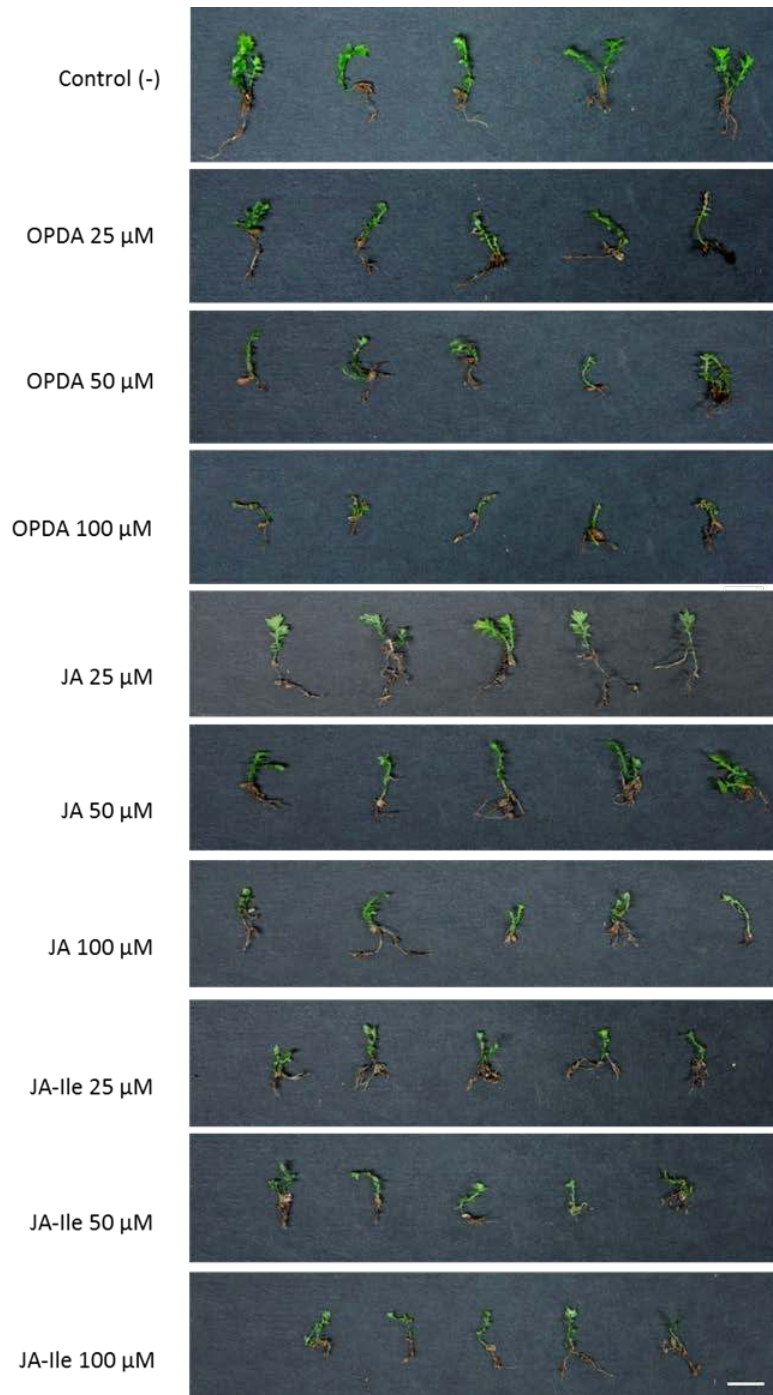 Control (-)
OPDA 25 µM
OPDA 50 µM
OPDA 100 µM
JA 25 µM
JA 50 µM
JA 100 µM
JA-Ile 25 µM
JA-Ile 50 µM
JA-Ile 100 µM